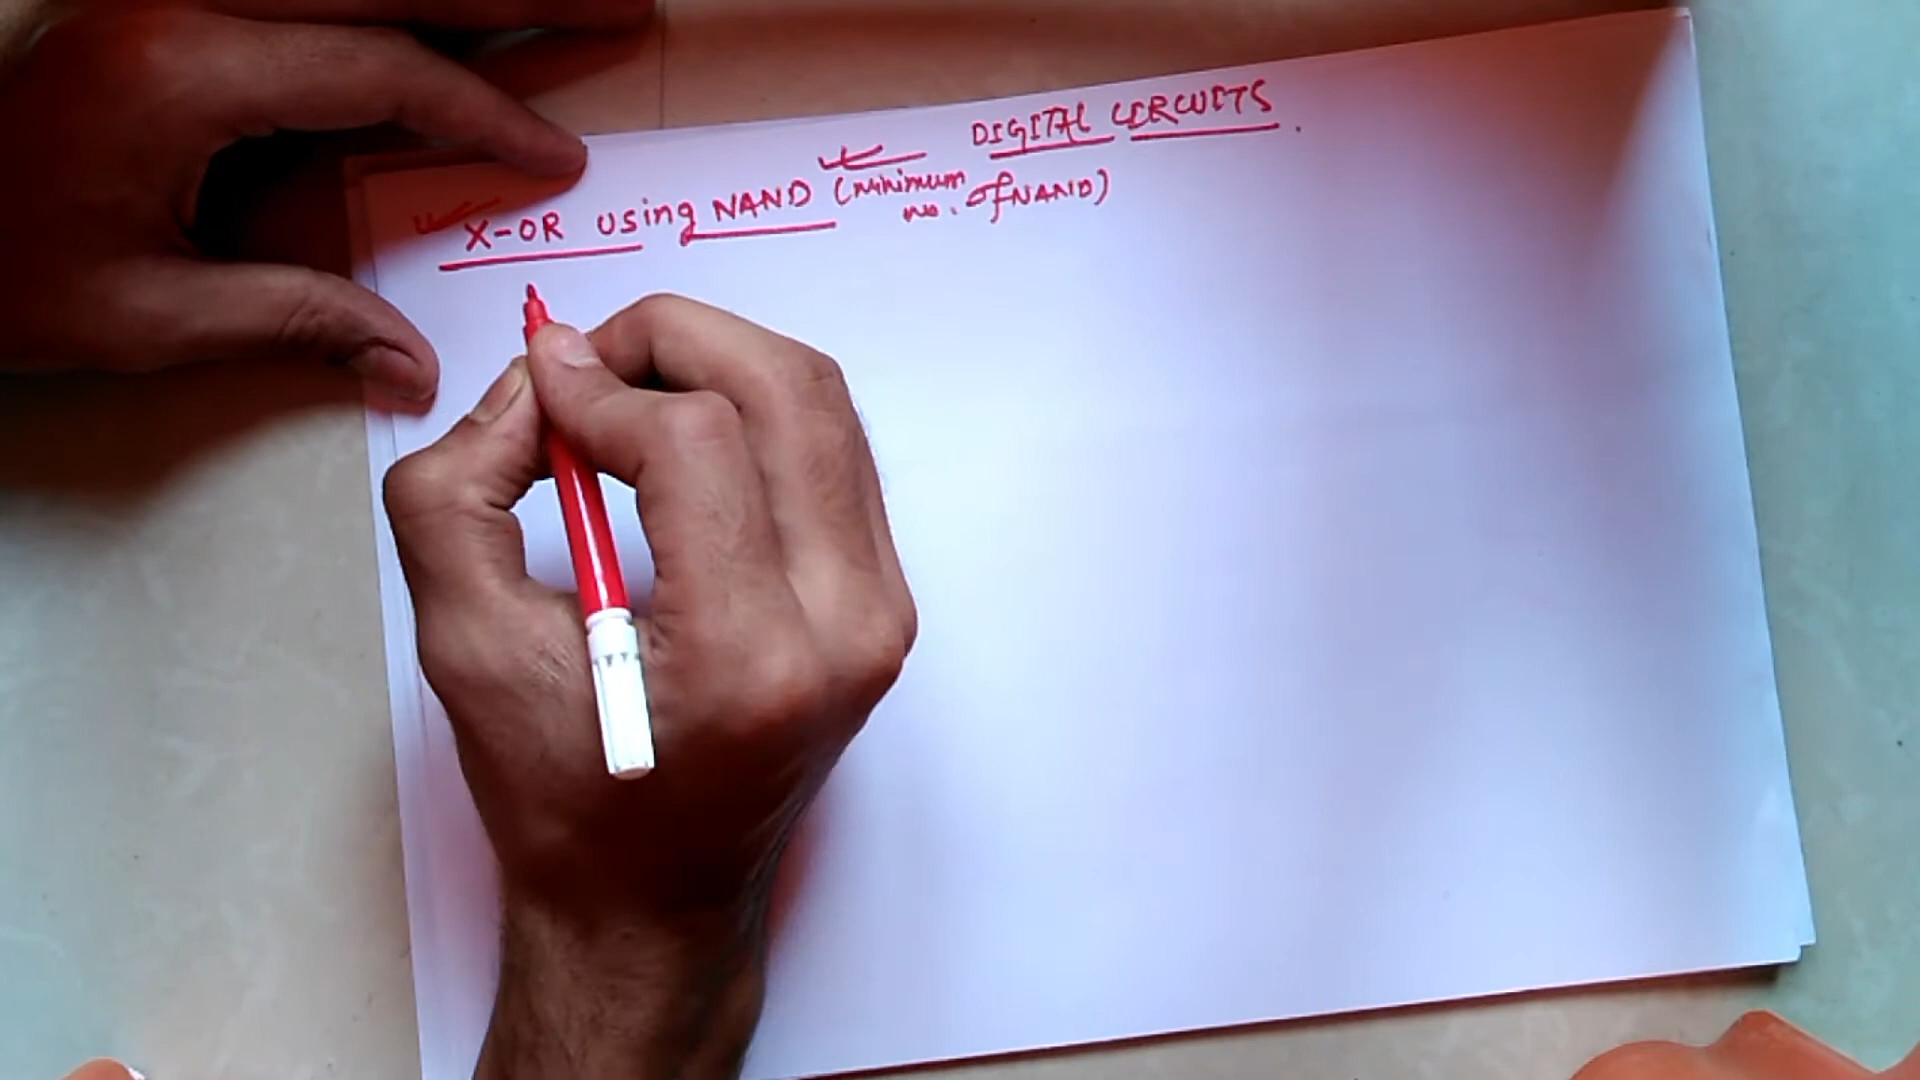 DIGITAL CIRCUITS.
X-OR using NAND (minimum
no. of NAND)